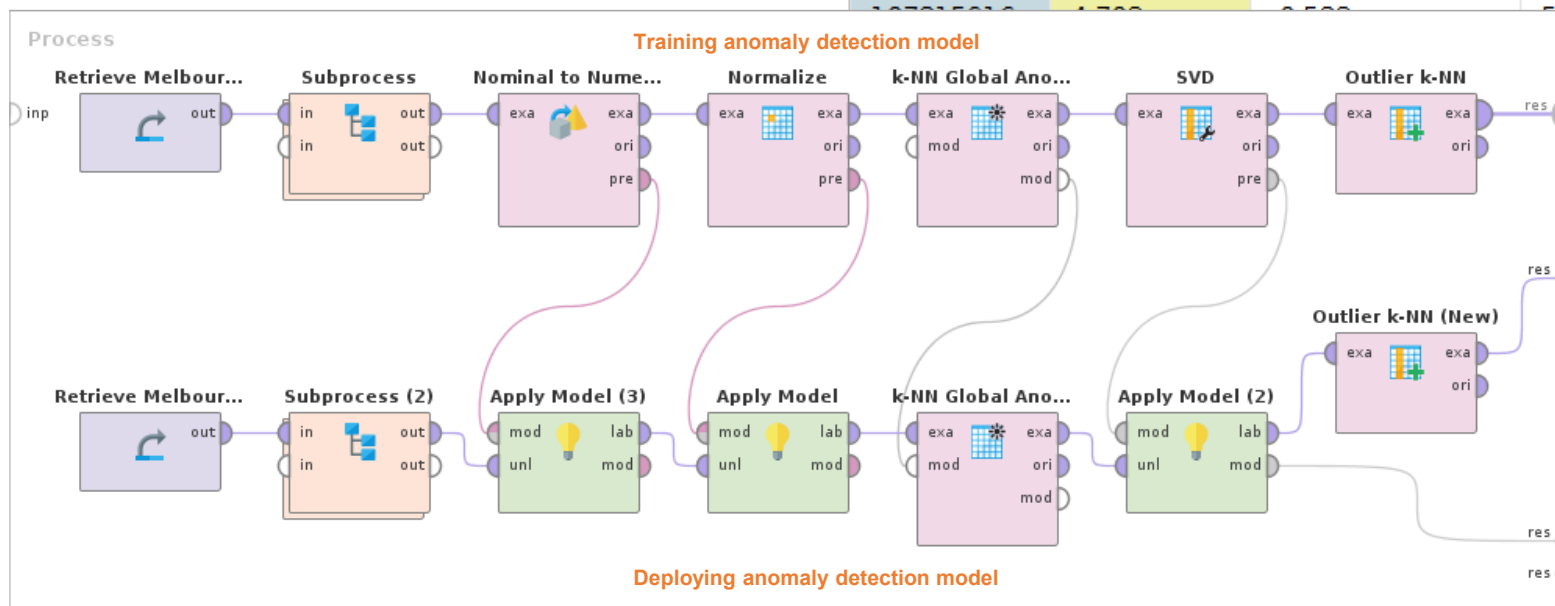 Process
Training anomaly detection model
Retrieve Melbour... Subprocess Nominal to Nume... Normalize k-NN Global Ano... SVD Outlier k-NN
inp out in out exa exa exa exa exa exa exa exa exa exa res
in out ori ori mod ori ori ori
pre pre mod pre
res
Outlier k-NN (New)
exa exa
ori
Retrieve Melbour... Subprocess (2) Apply Model (3) Apply Model k-NN Global Ano... Apply Model (2)
out in out mod lab mod lab exa exa mod lab
in out unl mod unl mod mod ori unl mod
mod
res
Deploying anomaly detection model
res